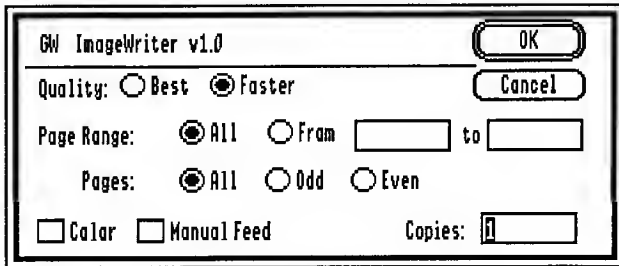 GW ImageWriter v1.0 OK
Quality: Best Faster Cancel
Page Range: All From to
Pages: All Odd Even
Color Manual Feed Copies: 1